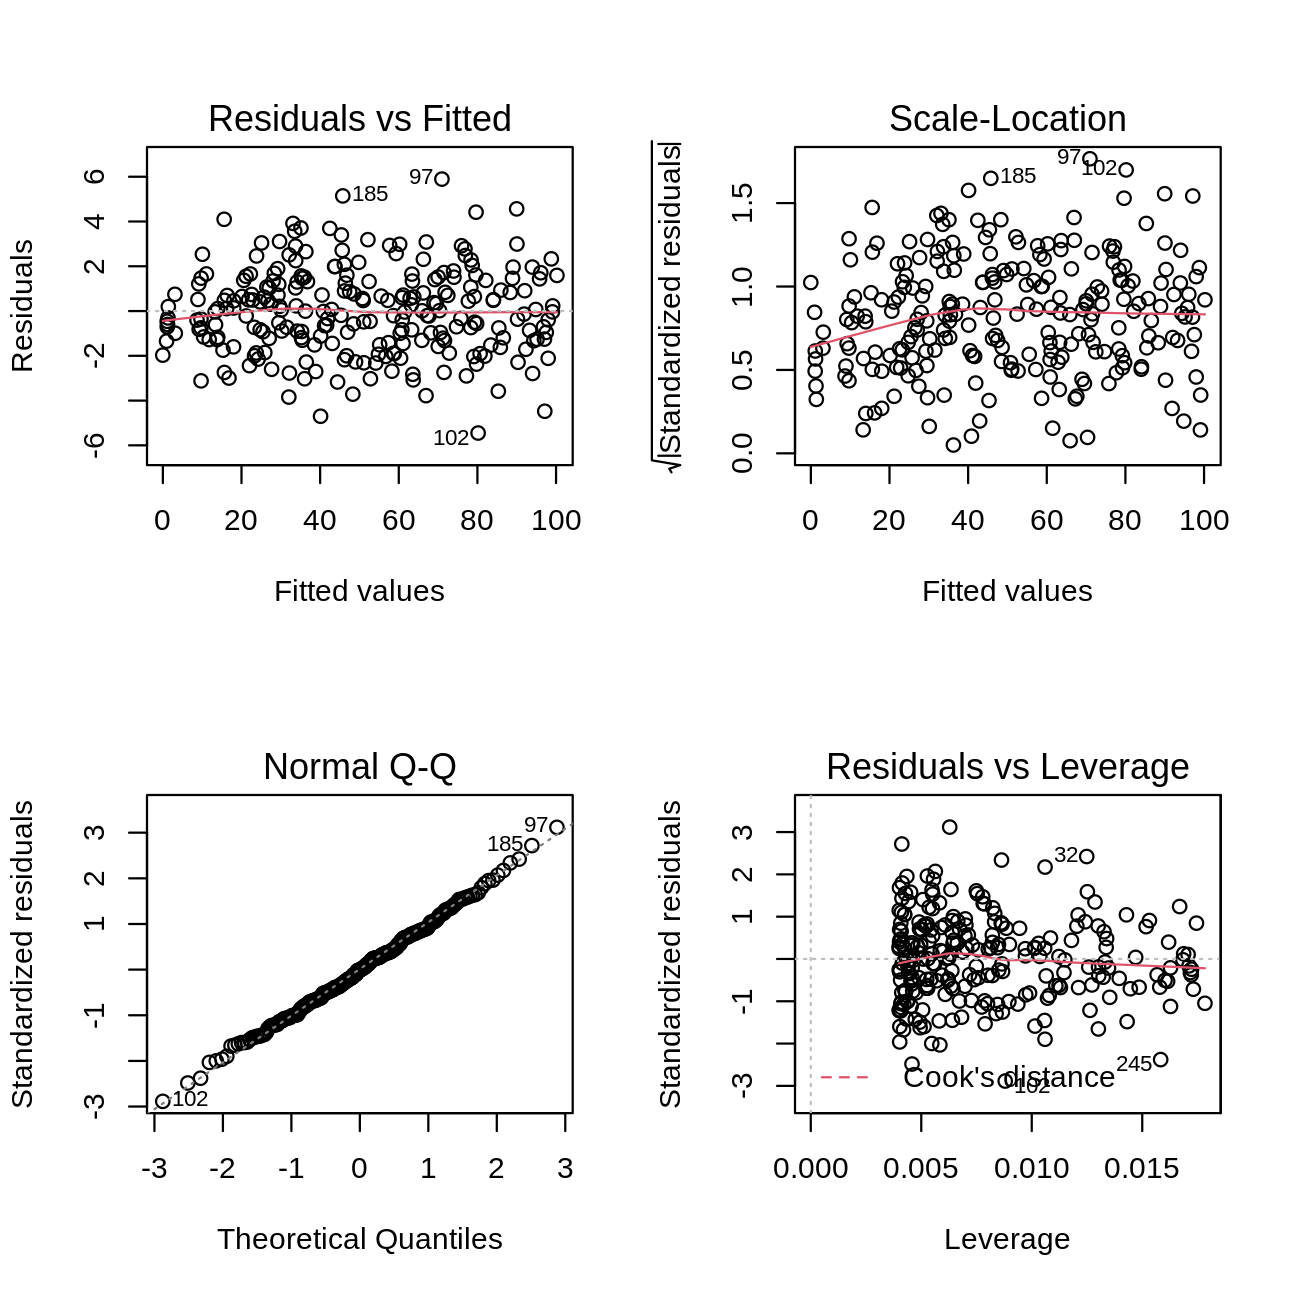 Residuals vs Fitted
Residuals
6
4
2
-2
-6
97
185
102
0 20 40 60 80 100
Fitted values
Scale-Location
√|Standardized residuals|
1.5
1.0
0.5
0.0
97
102
185
0 20 40 60 80 100
Fitted values
Normal Q-Q
Standardized residuals
3
2
1
-1
-3
97
185
102
-3 -2 -1 0 1 2 3
Theoretical Quantiles
Residuals vs Leverage
Standardized residuals
3
2
1
-1
-3
32
245
Cook's distance
102
0.000 0.005 0.010 0.015
Leverage